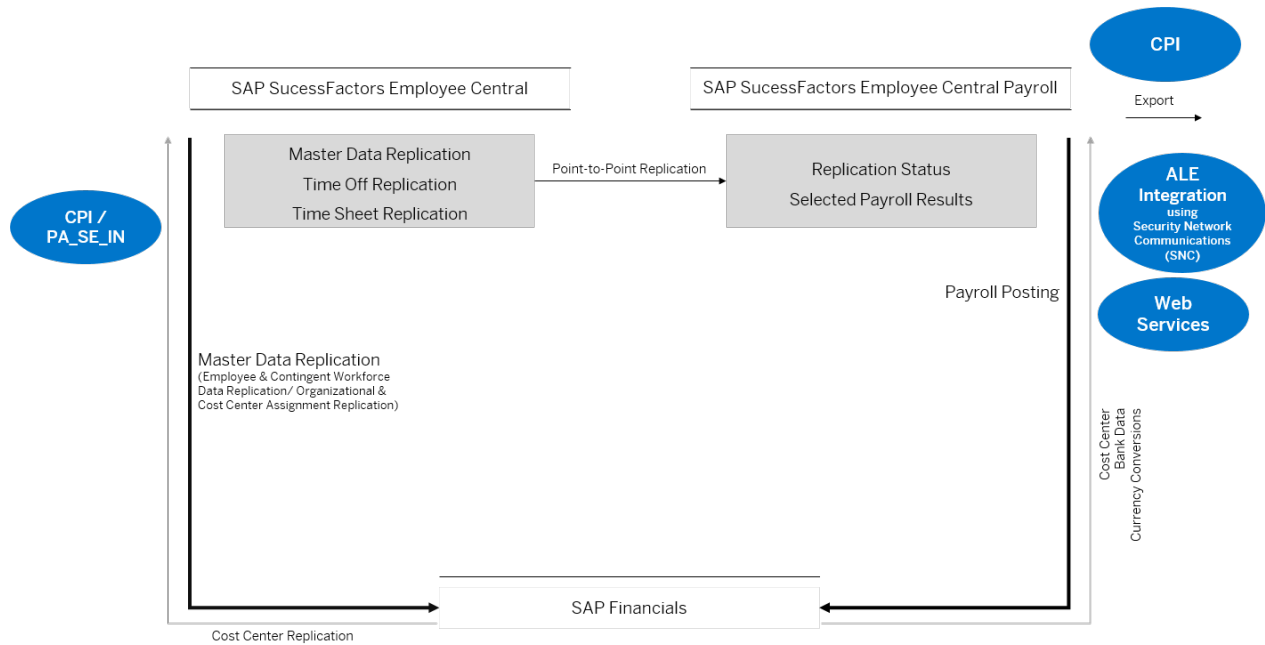 CPI
SAP SucessFactors Employee Central
SAP SucessFactors Employee Central Payroll
Export
Master Data Replication
Time Off Replication
Time Sheet Replication
Point-to-Point Replication
Replication Status
Selected Payroll Results
CPI /
PA_SE_IN
ALE
Integration
using
Security Network
Communications
(SNC)
Payroll Posting
Web
Services
Master Data Replication
(Employee & Contingent Workforce
Data Replication/ Organizational &
Cost Center Assignment Replication)
Cost Center
Bank Data
Currency Conversions
SAP Financials
Cost Center Replication